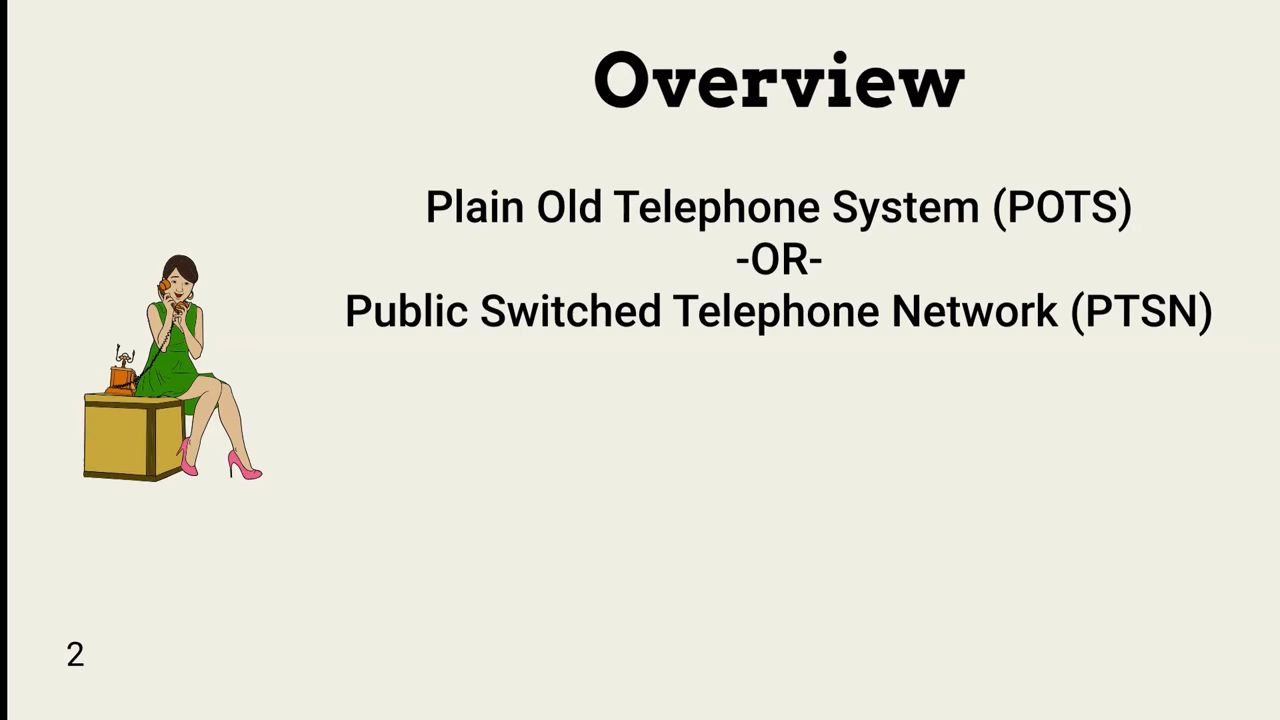 Overview
Plain Old Telephone System (POTS)
-OR-
Public Switched Telephone Network (PTSN)
2